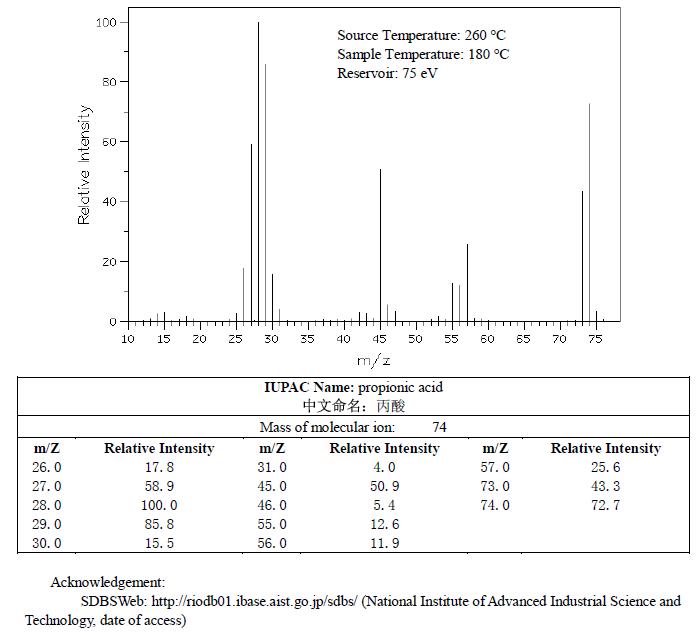 Source Temperature: 260 °C
Sample Temperature: 180 °C
Reservoir: 75 eV
Relative Intensity
100
80
60
40
20
0
10 15 20 25 30 35 40 45 50 55 60 65 70 75
m/z
IUPAC Name: propionic acid
中文命名：丙酸
Mass of molecular ion: 74
m/Z Relative Intensity m/Z Relative Intensity m/Z Relative Intensity
26.0 17.8 31.0 4.0 57.0 25.6
27.0 58.9 45.0 50.9 73.0 43.3
28.0 100.0 46.0 5.4 74.0 72.7
29.0 85.8 55.0 12.6
30.0 15.5 56.0 11.9
Acknowledgement:
SDBSWeb: http://riodb01.ibase.aist.go.jp/sdbs/ (National Institute of Advanced Industrial Science and
Technology, date of access)